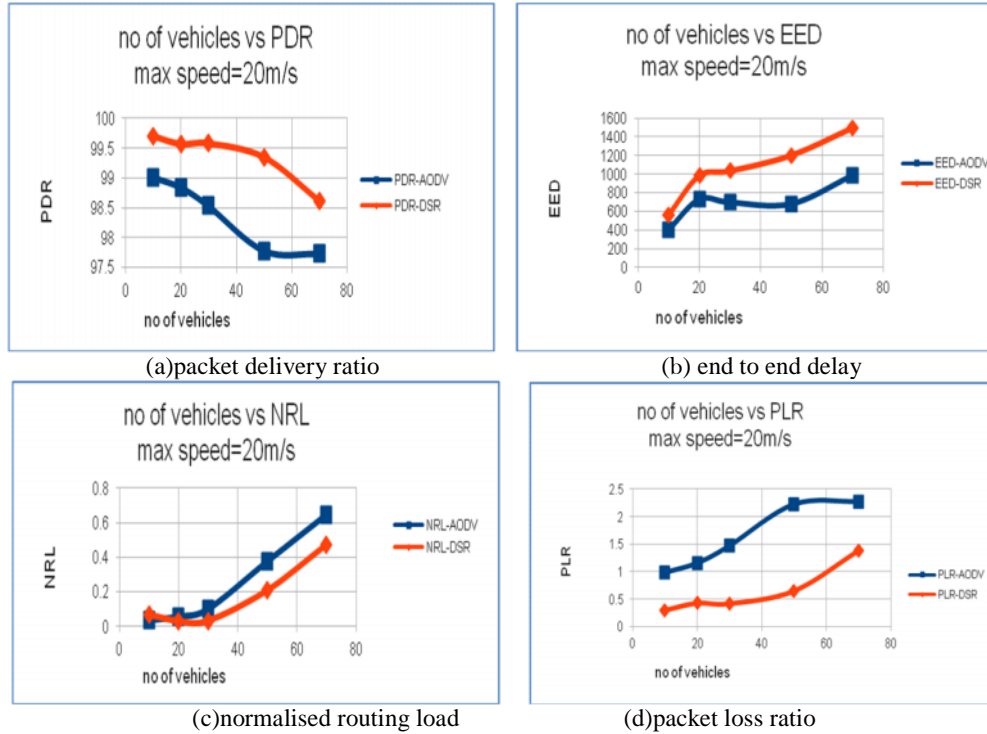 no of vehicles vs PDR
max speed=20m/s
PDR
100
99.5
99
98.5
98
97.5
0 20 40 60 80
no of vehicles
PDR-AODV
PDR-DSR
(a)packet delivery ratio
no of vehicles vs EED
max speed=20m/s
EED
1600
1400
1200
1000
800
600
400
200
0
0 20 40 60 80
no of vehicles
EED-AODV
EED-DSR
(b) end to end delay
no of vehicles vs NRL
max speed=20m/s
NRL
0.8
0.6
0.4
0.2
0
0 20 40 60 80
no of vehicles
NRL-AODV
NRL-DSR
(c)normalised routing load
no of vehicles vs PLR
max speed=20m/s
PLR
2.5
2
1.5
1
0.5
0
0 20 40 60 80
no of vehicles
PLR-AODV
PLR-DSR
(d)packet loss ratio